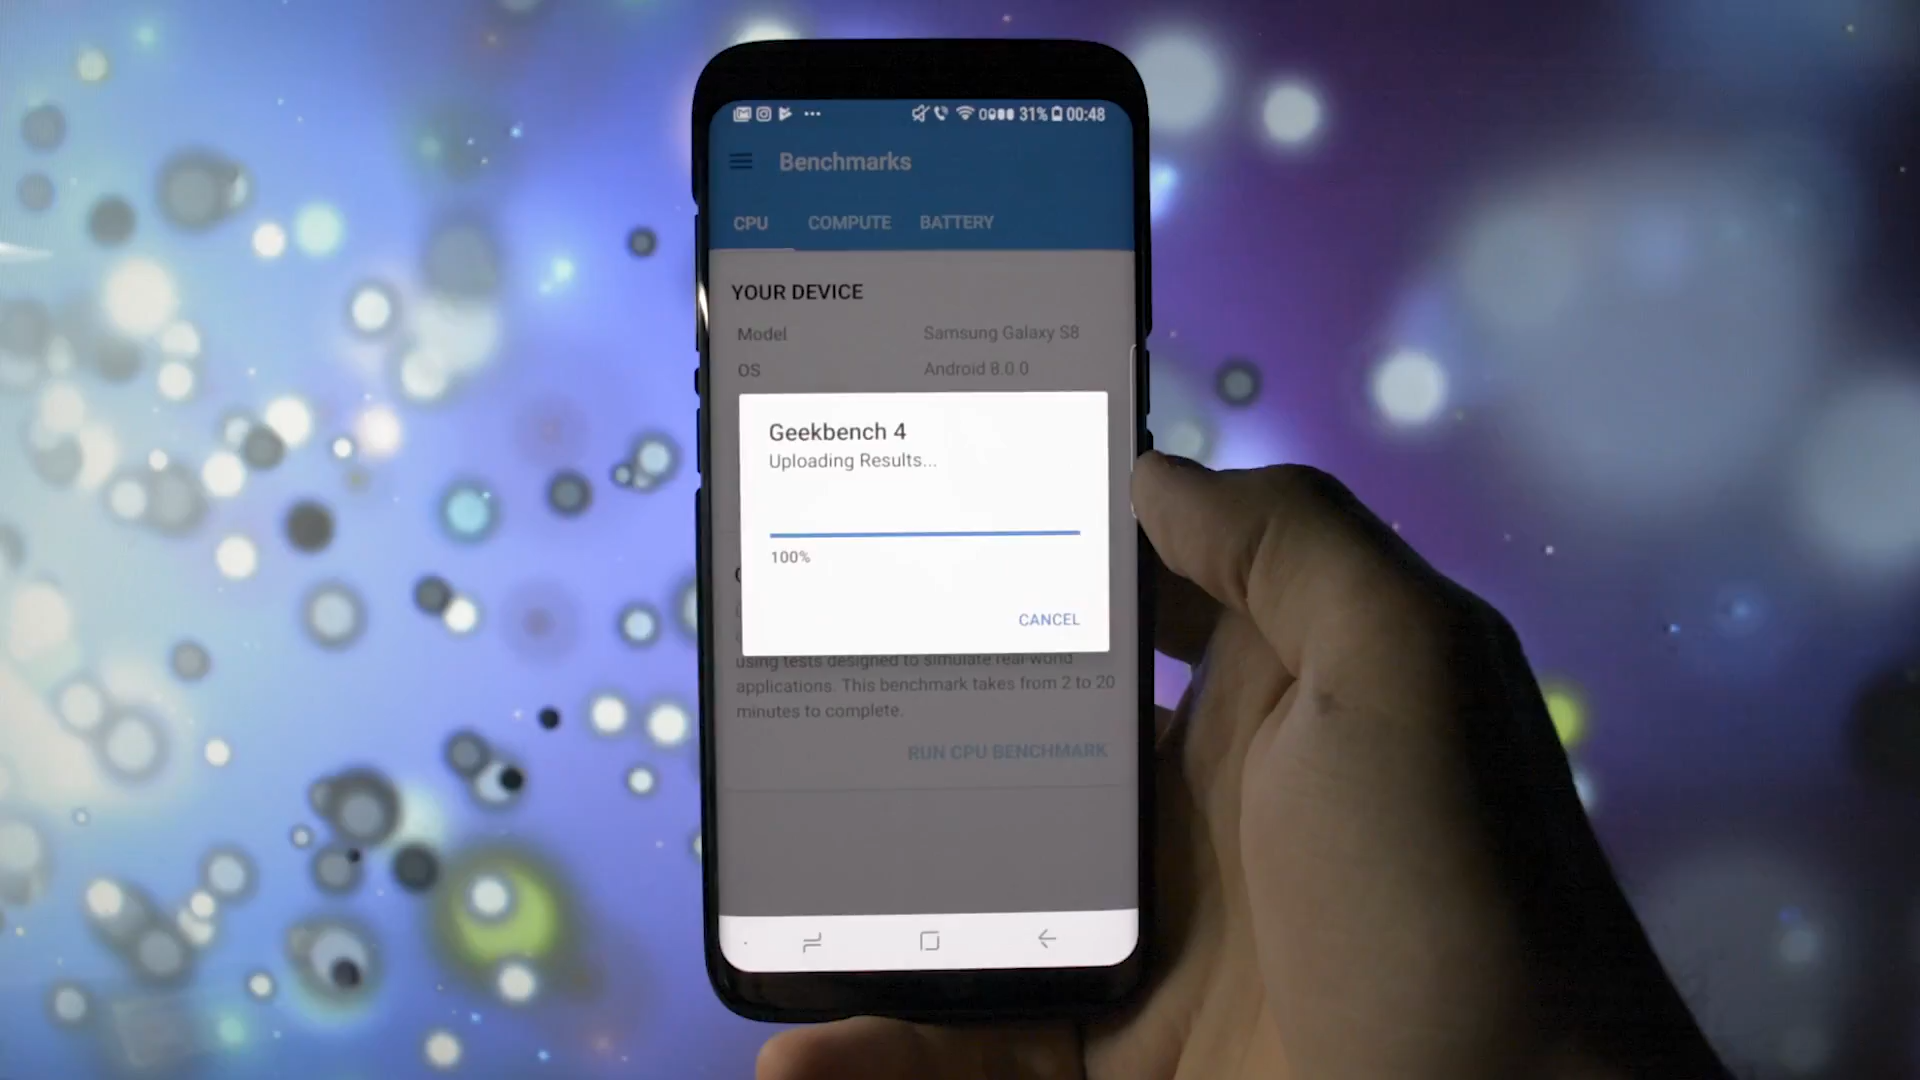 31% 00:48
Benchmarks
CPU COMPUTE BATTERY
YOUR DEVICE
Model Samsung Galaxy S8
OS Android 8.0.0
Geekbench 4
Uploading Results...
100%
CANCEL
using tests designed to simulate real-world
applications. This benchmark takes from 2 to 20
minutes to complete.
RUN CPU BENCHMARK